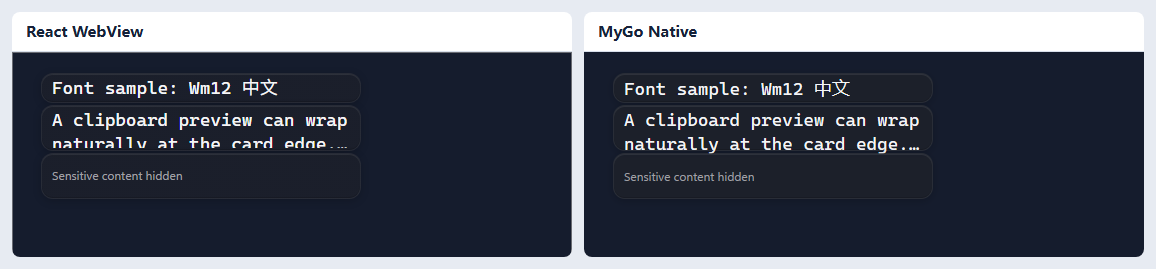 React WebView
Font sample: Wm12 中文
A clipboard preview can wrap
naturally at the card edge.…
Sensitive content hidden
MyGo Native
Font sample: Wm12 中文
A clipboard preview can wrap
naturally at the card edge.…
Sensitive content hidden